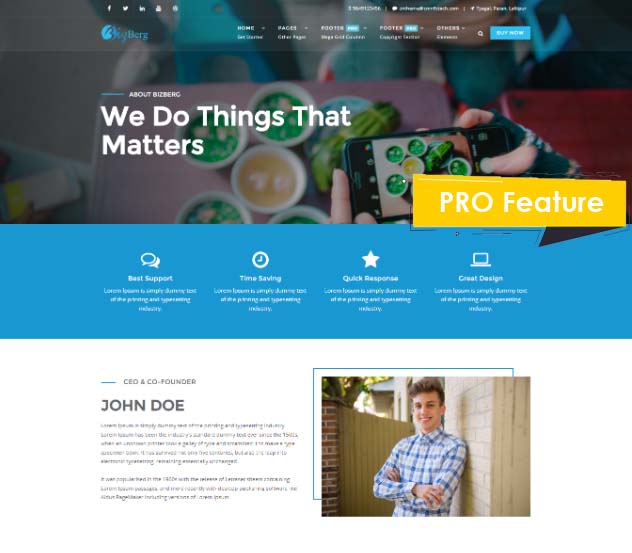 BizBerg
HOME PAGES FOOTER PRO FOOTER PRO OTHERS
Get Started Other Pages Mega Grid Column Copyright Section Elements
BUY NOW
ABOUT BIZBERG
We Do Things That
Matters
PRO Feature
Best Support
Lorem Ipsum is simply dummy text
of the printing and typesetting
industry.
Time Saving
Lorem Ipsum is simply dummy text
of the printing and typesetting
industry.
Quick Response
Lorem Ipsum is simply dummy text
of the printing and typesetting
industry.
Great Design
Lorem Ipsum is simply dummy text
of the printing and typesetting
industry.
CEO & CO-FOUNDER
JOHN DOE
Lorem Ipsum is simply dummy text of the printing and typesetting industry.
Lorem Ipsum has been the industry's standard dummy text ever since the 1500s,
when an unknown printer took a galley of type and scrambled it to make a type
specimen book. It has survived not only five centuries, but also the leap into
electronic typesetting, remaining essentially unchanged.
It was popularised in the 1960s with the release of Letraset sheets containing
Lorem Ipsum passages, and more recently with desktop publishing software like
Aldus PageMaker including versions of Lorem Ipsum.